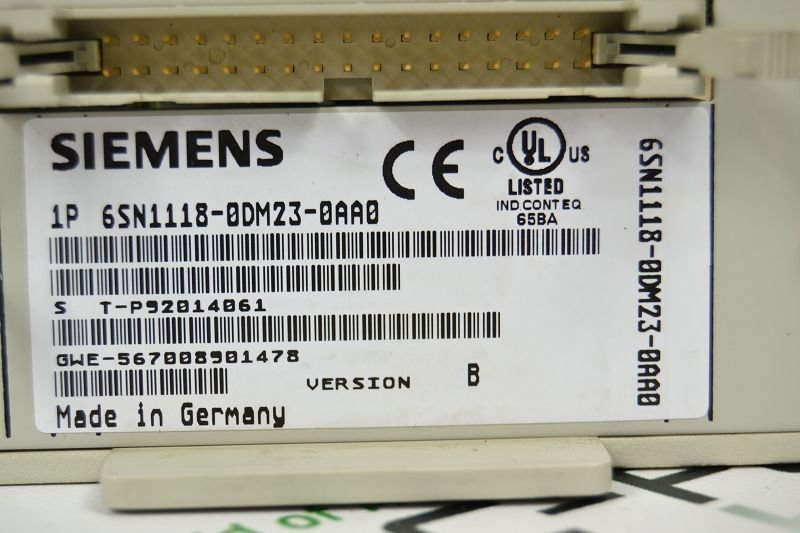 SIEMENS
1P 6SN1118-0DM23-0AA0
S T-P92014061
GWE-567008901478
VERSION B
Made in Germany
CE
C UL US
LISTED
IND.CONT.EQ.
65BA
6SN1118-0DM23-0AA0